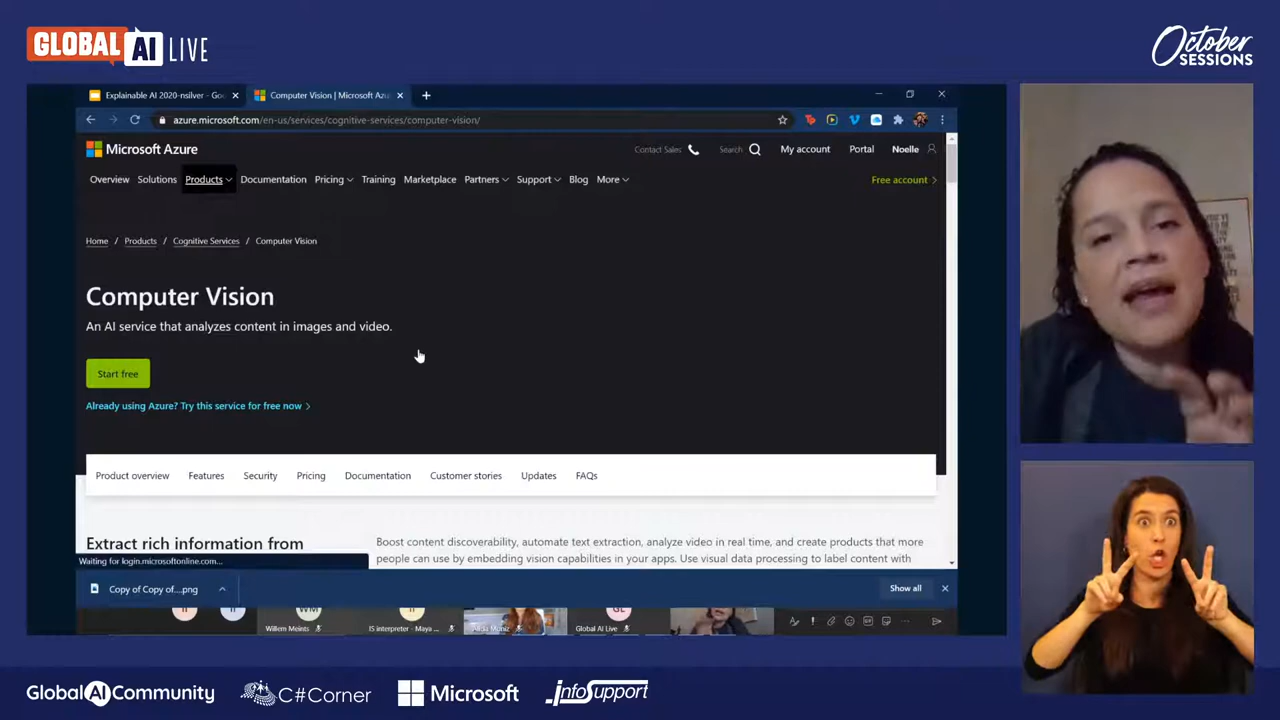 GLOBAL AI LIVE
October
SESSIONS
Explainable AI 2020-nsilver - Goo
Computer Vision | Microsoft Azu
azure.microsoft.com/en-us/services/cognitive-services/computer-vision/
Microsoft Azure
Contact Sales
Search
My account
Portal
Noelle
Overview
Solutions
Products
Documentation
Pricing
Training
Marketplace
Partners
Support
Blog
More
Free account
Home / Products / Cognitive Services / Computer Vision
Computer Vision
An AI service that analyzes content in images and video.
Start free
Already using Azure? Try this service for free now
Product overview
Features
Security
Pricing
Documentation
Customer stories
Updates
FAQs
Extract rich information from
Boost content discoverability, automate text extraction, analyze video in real time, and create products that more
people can use by embedding vision capabilities in your apps. Use visual data processing to label content with
Waiting for login.microsoftonline.com...
Copy of Copy of....png
Show all
WM
GL
Willem Meints
IS interpreter - Maya ...
Global AI Live
GlobalAICommunity
C#Corner
Microsoft
infoSupport